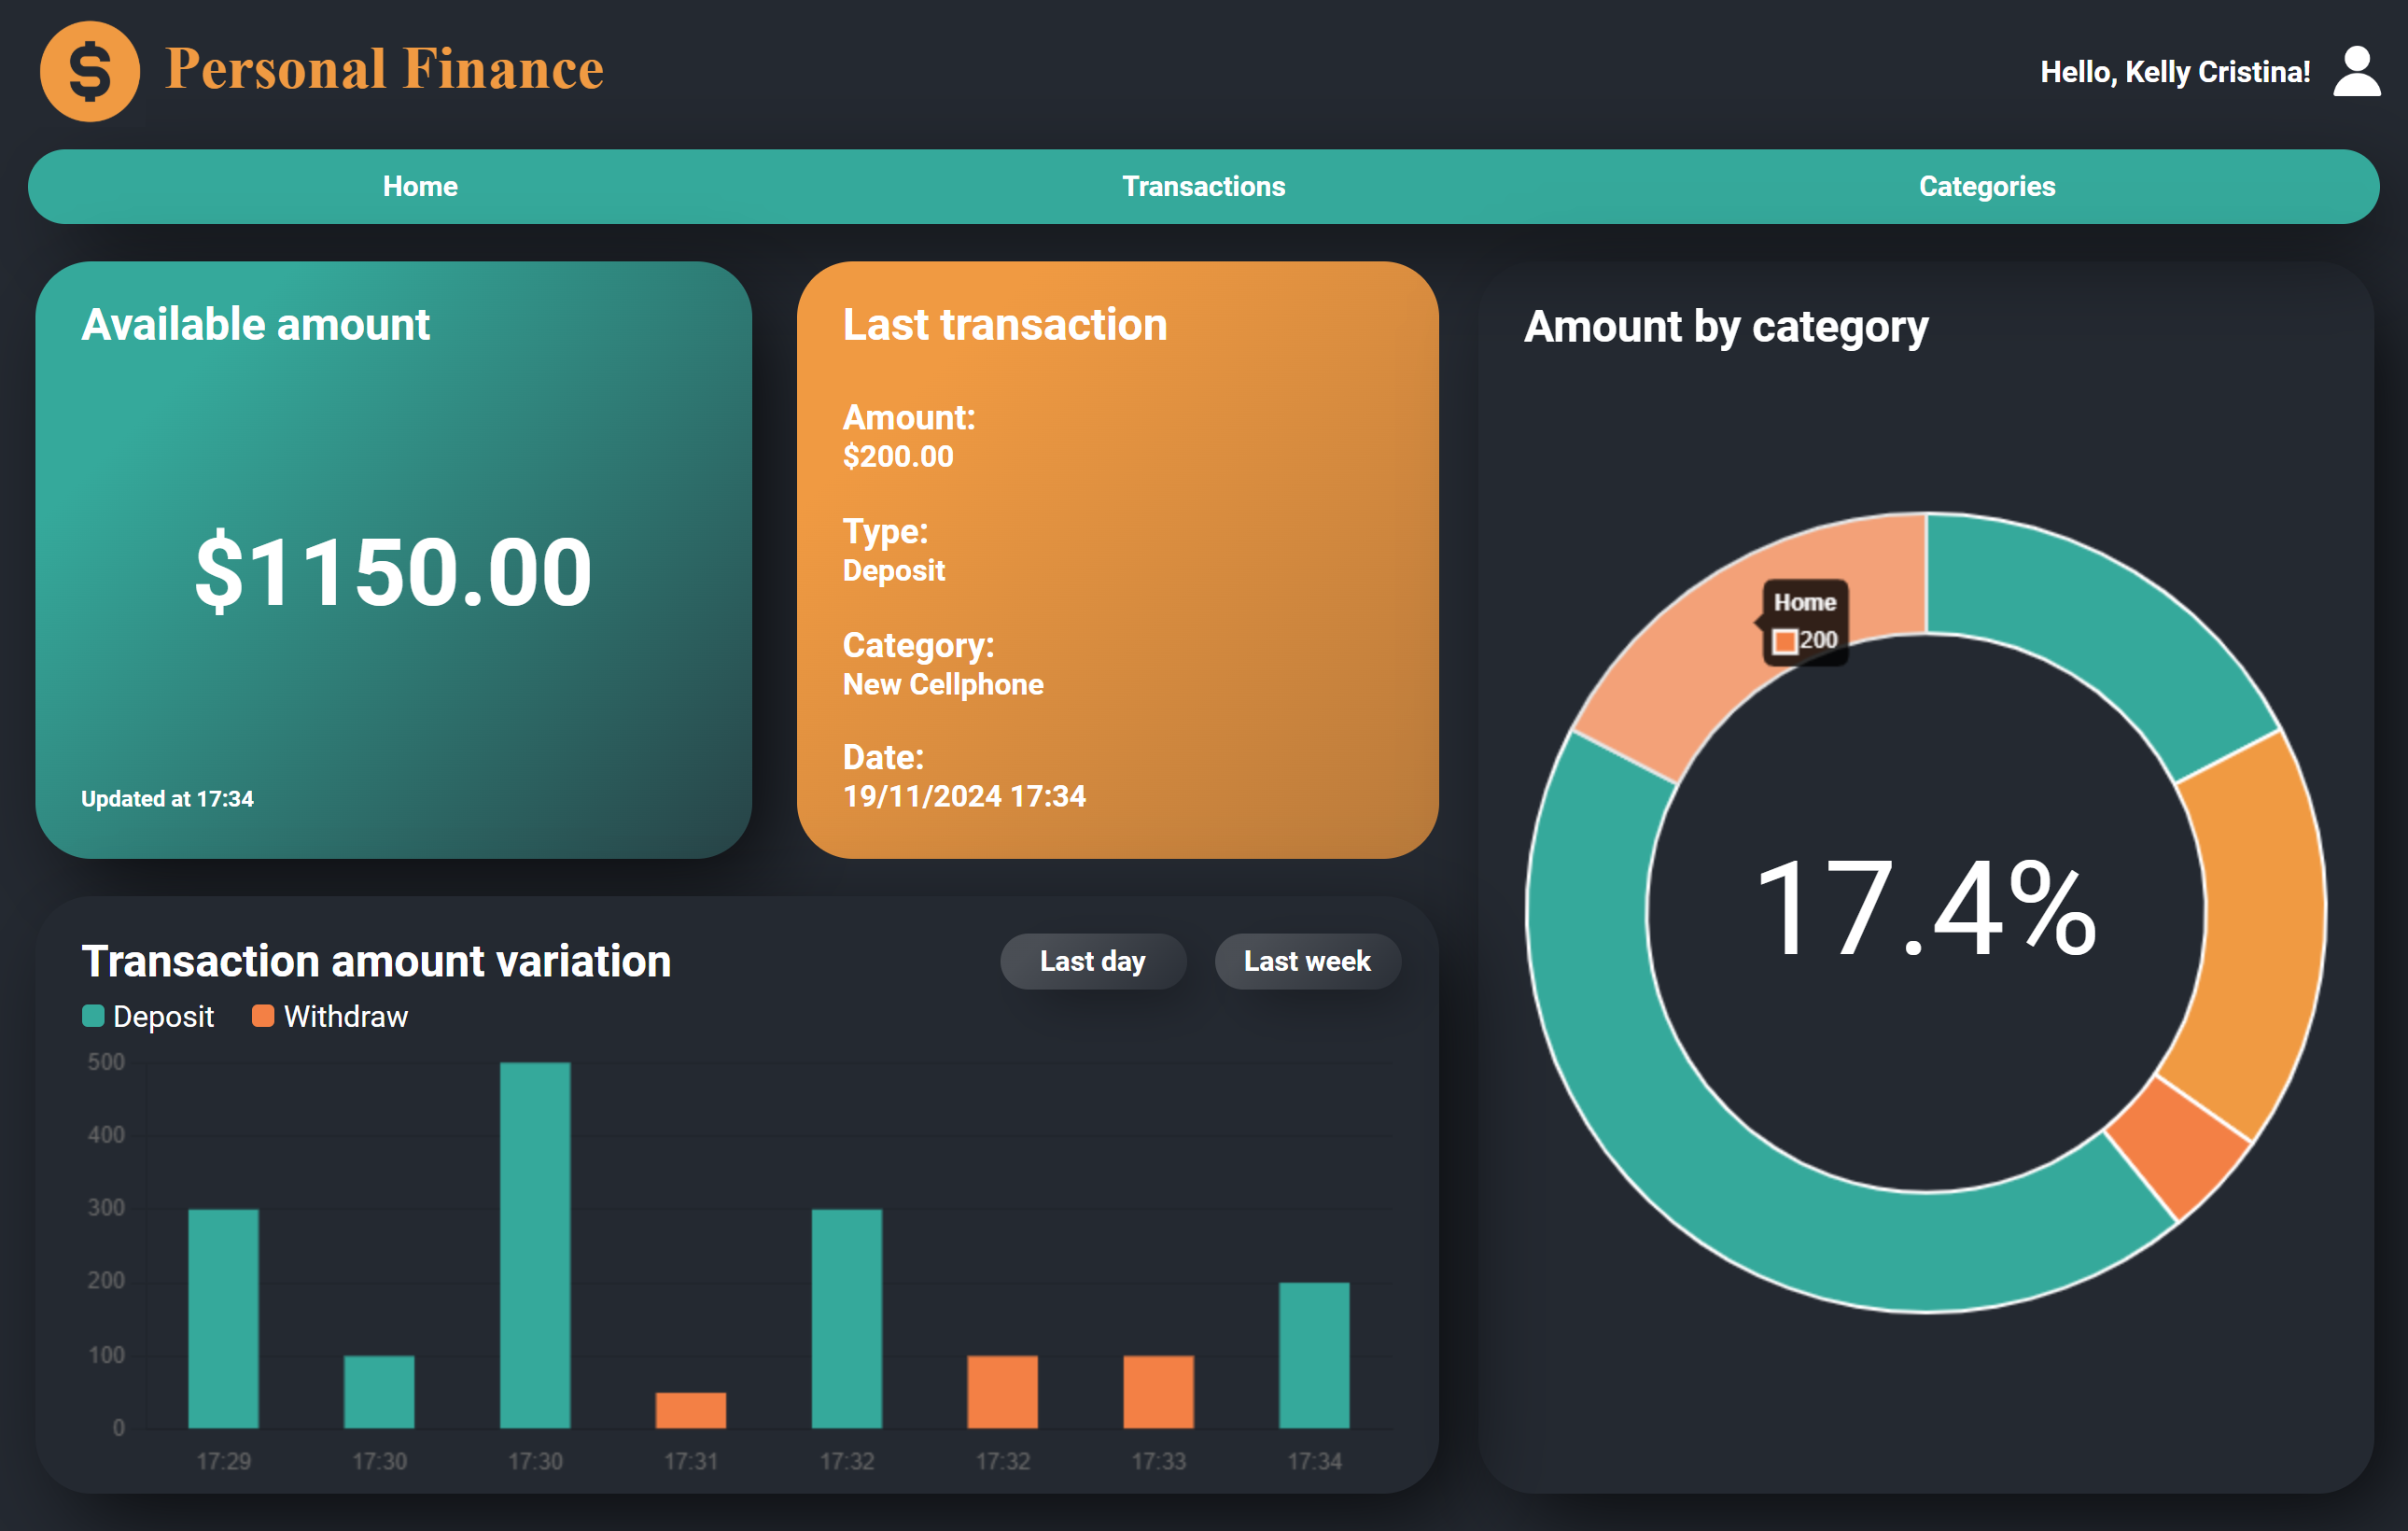 $ Personal Finance
Hello, Kelly Cristina!
Home Transactions Categories
Available amount
$1150.00
Updated at 17:34
Last transaction
Amount:
$200.00
Type:
Deposit
Category:
New Cellphone
Date:
19/11/2024 17:34
Amount by category
Home
200
17.4%
Transaction amount variation
Last day Last week
Deposit Withdraw
500
400
300
200
100
0
17:29 17:30 17:30 17:31 17:32 17:32 17:33 17:34